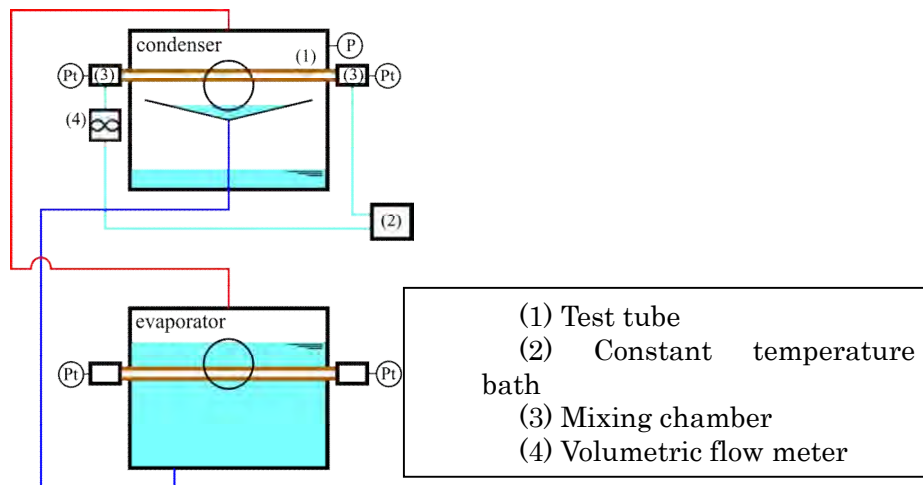 condenser
(1)
P
Pt
(3)
(3)
Pt
(4)
(2)
evaporator
Pt
Pt
(1) Test tube
(2) Constant temperature
bath
(3) Mixing chamber
(4) Volumetric flow meter